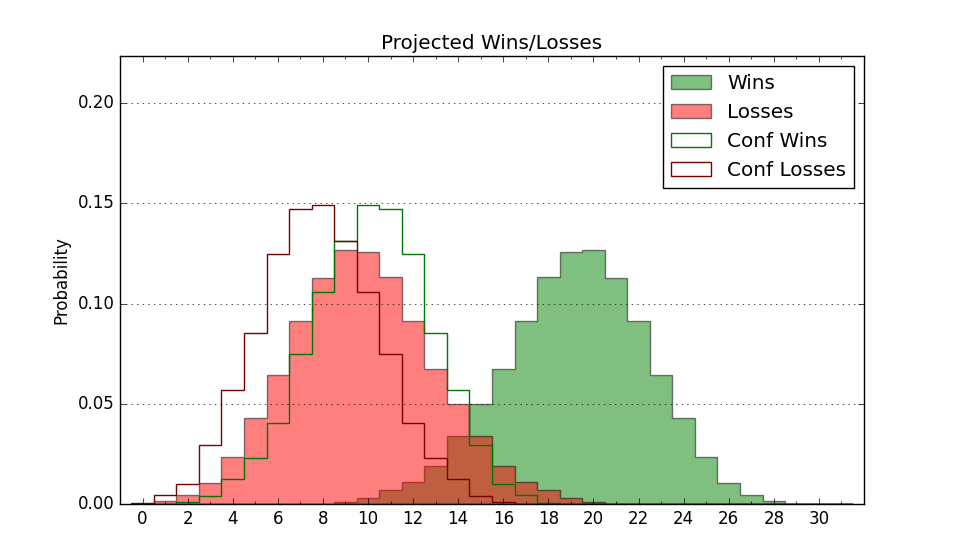 Projected Wins/Losses
Wins
Losses
Conf Wins
Conf Losses
Probability
0.20
0.15
0.10
0.05
0.00
0 2 4 6 8 10 12 14 16 18 20 22 24 26 28 30